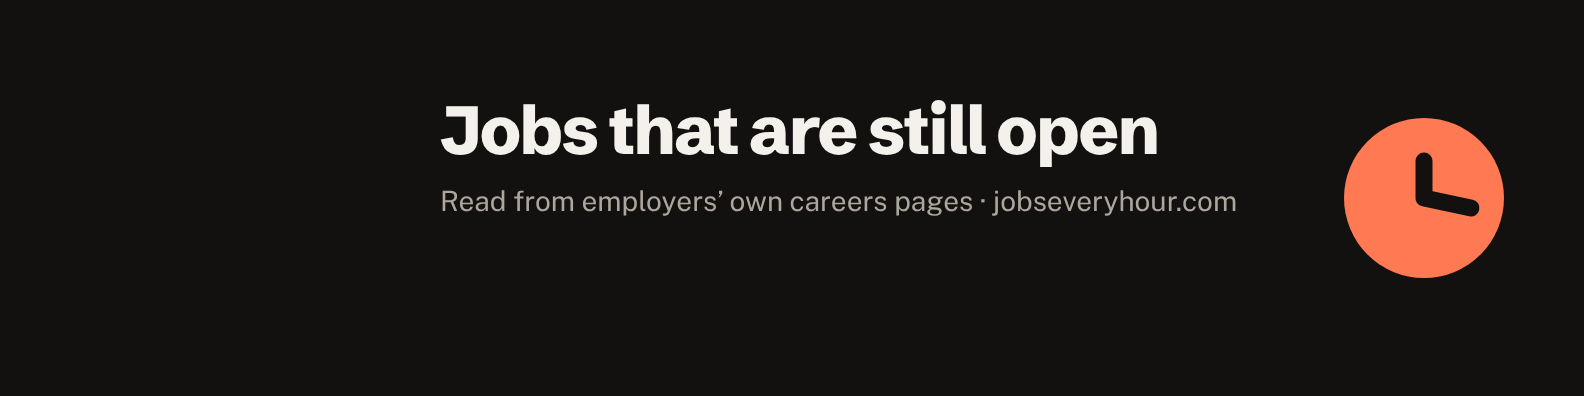 Jobs that are still open
Read from employers’ own careers pages · jobseveryhour.com